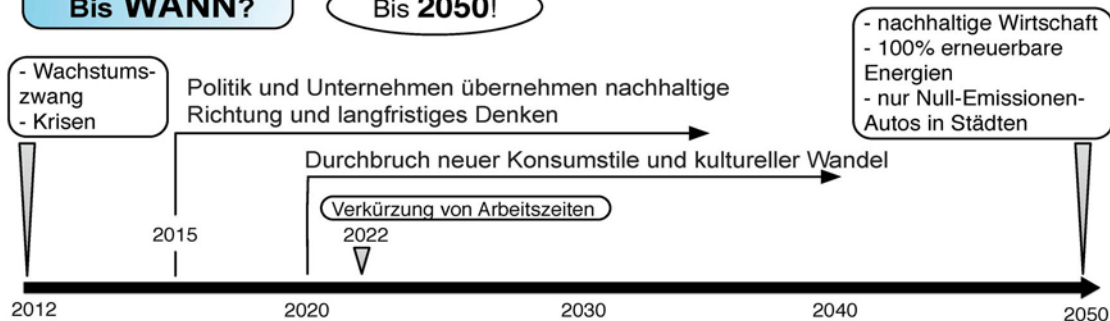 Bis WANN?
Bis 2050!
- Wachstums-
zwang
- Krisen
Politik und Unternehmen übernehmen nachhaltige
Richtung und langfristiges Denken
- nachhaltige Wirtschaft
- 100% erneuerbare
Energien
- nur Null-Emissionen-
Autos in Städten
Durchbruch neuer Konsumstile und kultureller Wandel
Verkürzung von Arbeitszeiten
2015
2022
2012
2020
2030
2040
2050